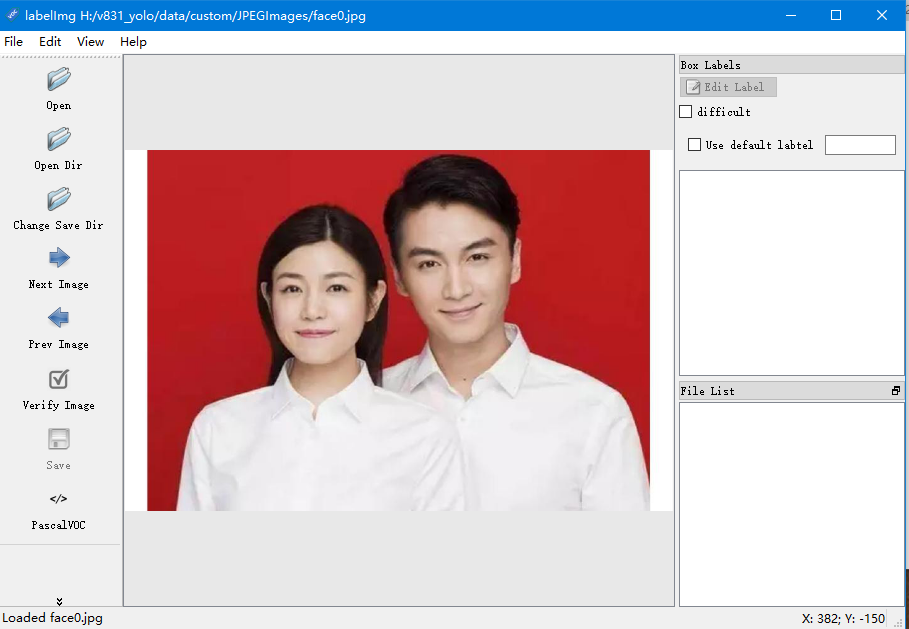 labelImg H:/v831_yolo/data/custom/JPEGImages/face0.jpg
File Edit View Help
Open
Open Dir
Change Save Dir
Next Image
Prev Image
Verify Image
Save
</>
PascalVOC
Box Labels
Edit Label
difficult
Use default labtel
File List
Loaded face0.jpg
X: 382; Y: -150